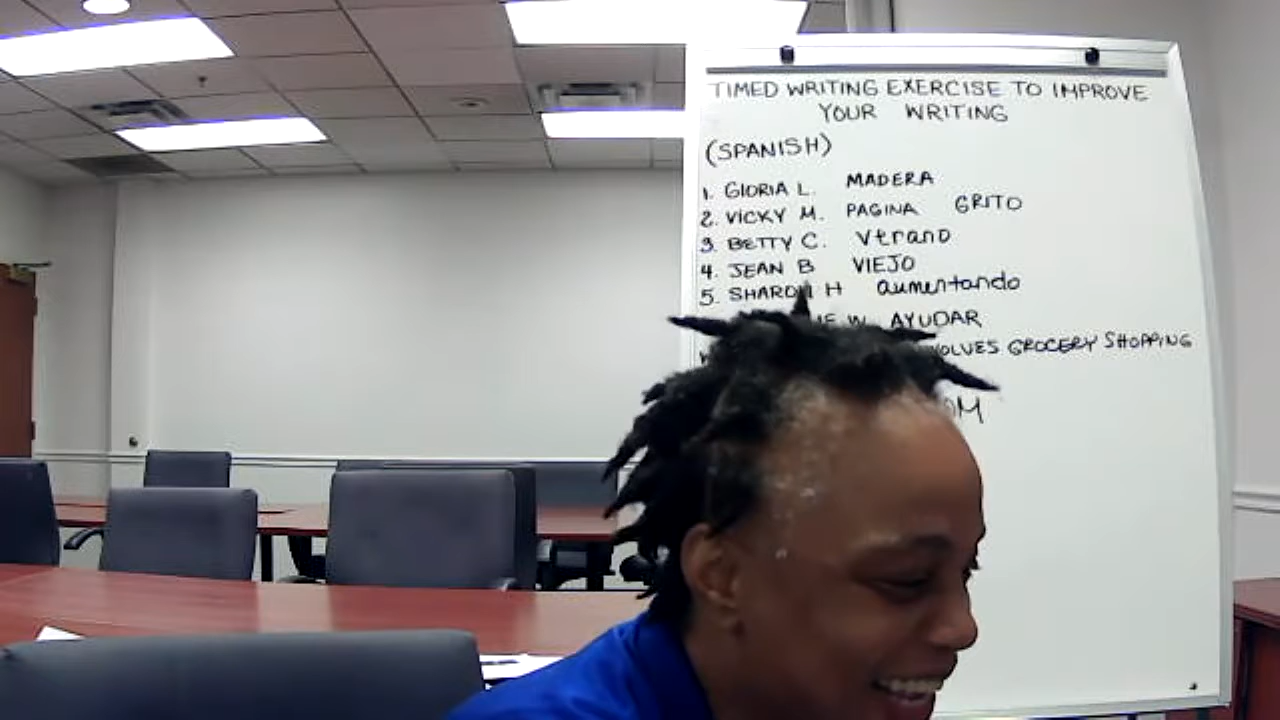 TIMED WRITING EXERCISE TO IMPROVE
YOUR WRITING
(SPANISH)
1. GLORIA L. MADERA
2. VICKY M. PAGINA GRITO
3. BETTY C. Verano
4. JEAN B VIEJO
5. SHARON H aumentando
W. AYUDAR
GROCERY SHOPPING